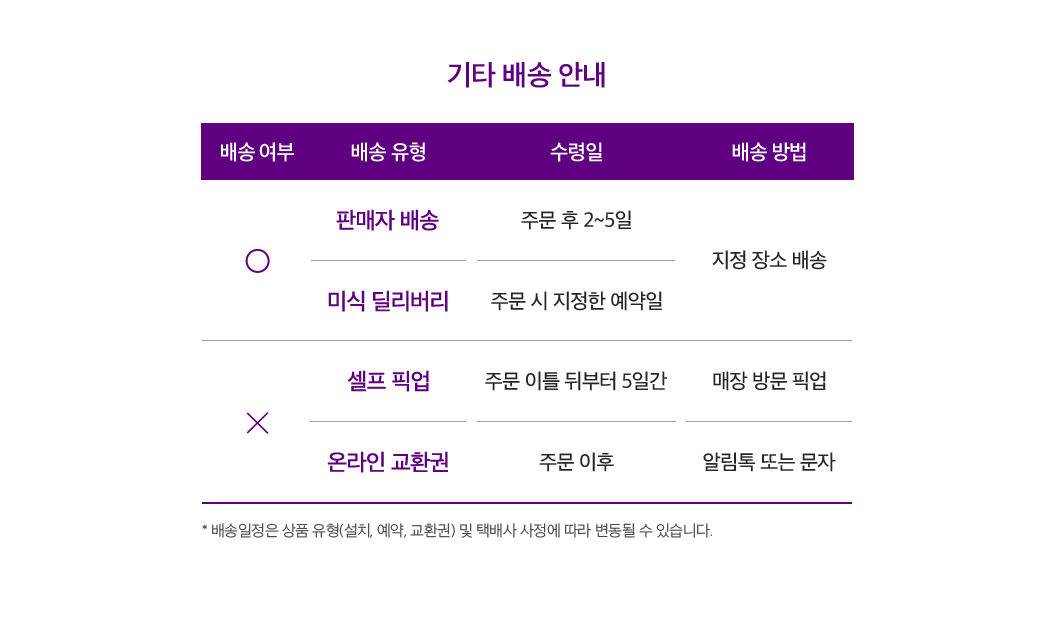 기타 배송 안내
배송 여부 배송 유형 수령일 배송 방법
판매자 배송 주문 후 2~5일
지정 장소 배송
미식 딜리버리 주문 시 지정한 예약일
셀프 픽업 주문 이틀 뒤부터 5일간 매장 방문 픽업
온라인 교환권 주문 이후 알림톡 또는 문자
* 배송일정은 상품 유형(설치, 예약, 교환권) 및 택배사 사정에 따라 변동될 수 있습니다.